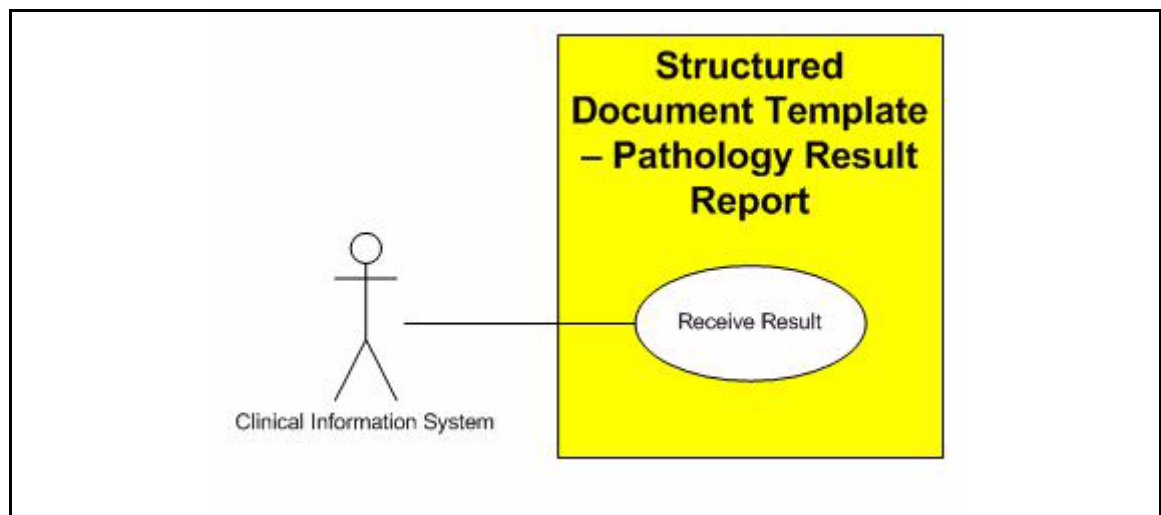 Structured
Document Template
– Pathology Result
Report
Receive Result
Clinical Information System